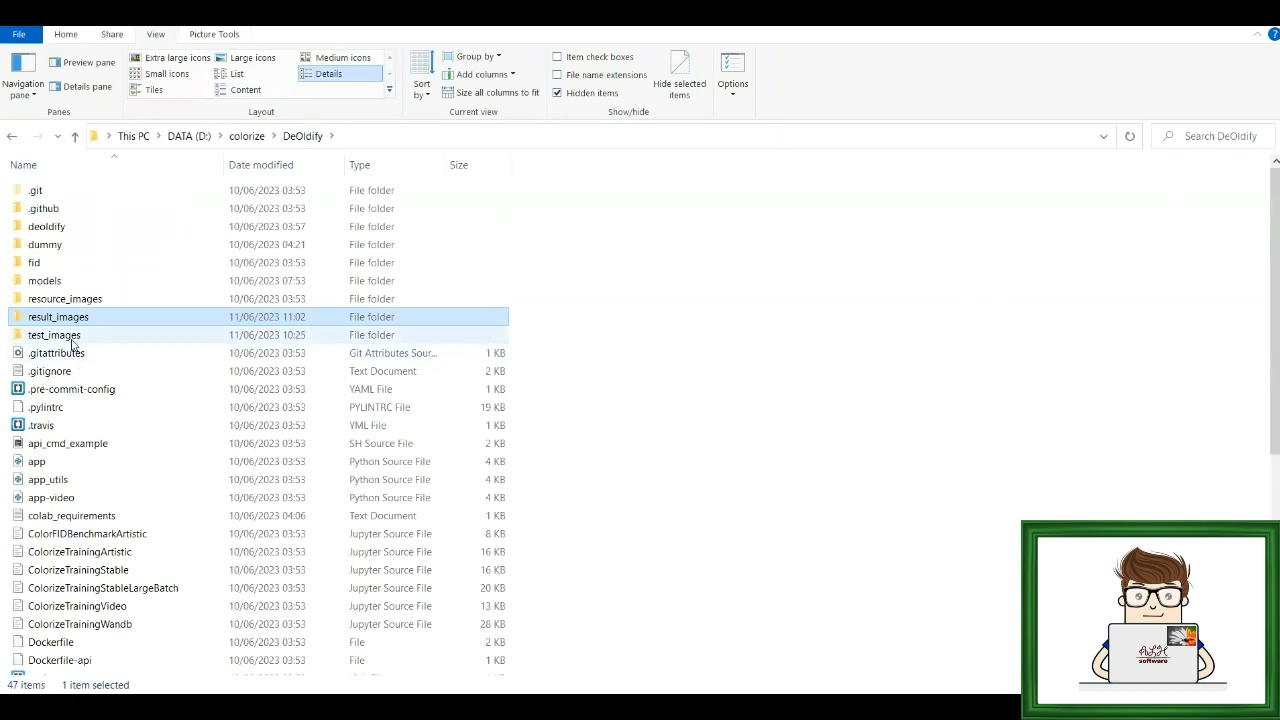 File Home Share View Picture Tools
Extra large icons Large icons Medium icons
Small icons List Details
Tiles Content
Preview pane
Details pane
Navigation pane
Sort by
Group by
Add columns
Size all columns to fit
Item check boxes
File name extensions
Hidden items
Hide selected items
Options
Panes Layout Current view Show/hide
This PC > DATA (D:) > colorize > DeOldify >
Search DeOldify
Name Date modified Type Size
.git 10/06/2023 03:53 File folder
.github 10/06/2023 03:53 File folder
deoldify 10/06/2023 03:57 File folder
dummy 10/06/2023 04:21 File folder
fid 10/06/2023 03:53 File folder
models 10/06/2023 07:53 File folder
resource_images 10/06/2023 03:53 File folder
result_images 11/06/2023 11:02 File folder
test_images 11/06/2023 10:25 File folder
.gitattributes 10/06/2023 03:53 Git Attributes Sour... 1 KB
.gitignore 10/06/2023 03:53 Text Document 2 KB
.pre-commit-config 10/06/2023 03:53 YAML File 1 KB
.pylintrc 10/06/2023 03:53 PYLINTRC File 19 KB
.travis 10/06/2023 03:53 YML File 1 KB
api_cmd_example 10/06/2023 03:53 SH Source File 2 KB
app 10/06/2023 03:53 Python Source File 4 KB
app_utils 10/06/2023 03:53 Python Source File 4 KB
app-video 10/06/2023 03:53 Python Source File 4 KB
colab_requirements 10/06/2023 04:06 Text Document 1 KB
ColorFIDBenchmarkArtistic 10/06/2023 03:53 Jupyter Source File 8 KB
ColorizeTrainingArtistic 10/06/2023 03:53 Jupyter Source File 16 KB
ColorizeTrainingStable 10/06/2023 03:53 Jupyter Source File 16 KB
ColorizeTrainingStableLargeBatch 10/06/2023 03:53 Jupyter Source File 20 KB
ColorizeTrainingVideo 10/06/2023 03:53 Jupyter Source File 13 KB
ColorizeTrainingWandb 10/06/2023 03:53 Jupyter Source File 28 KB
Dockerfile 10/06/2023 03:53 File 2 KB
Dockerfile-api 10/06/2023 03:53 File 1 KB
47 items 1 item selected
software